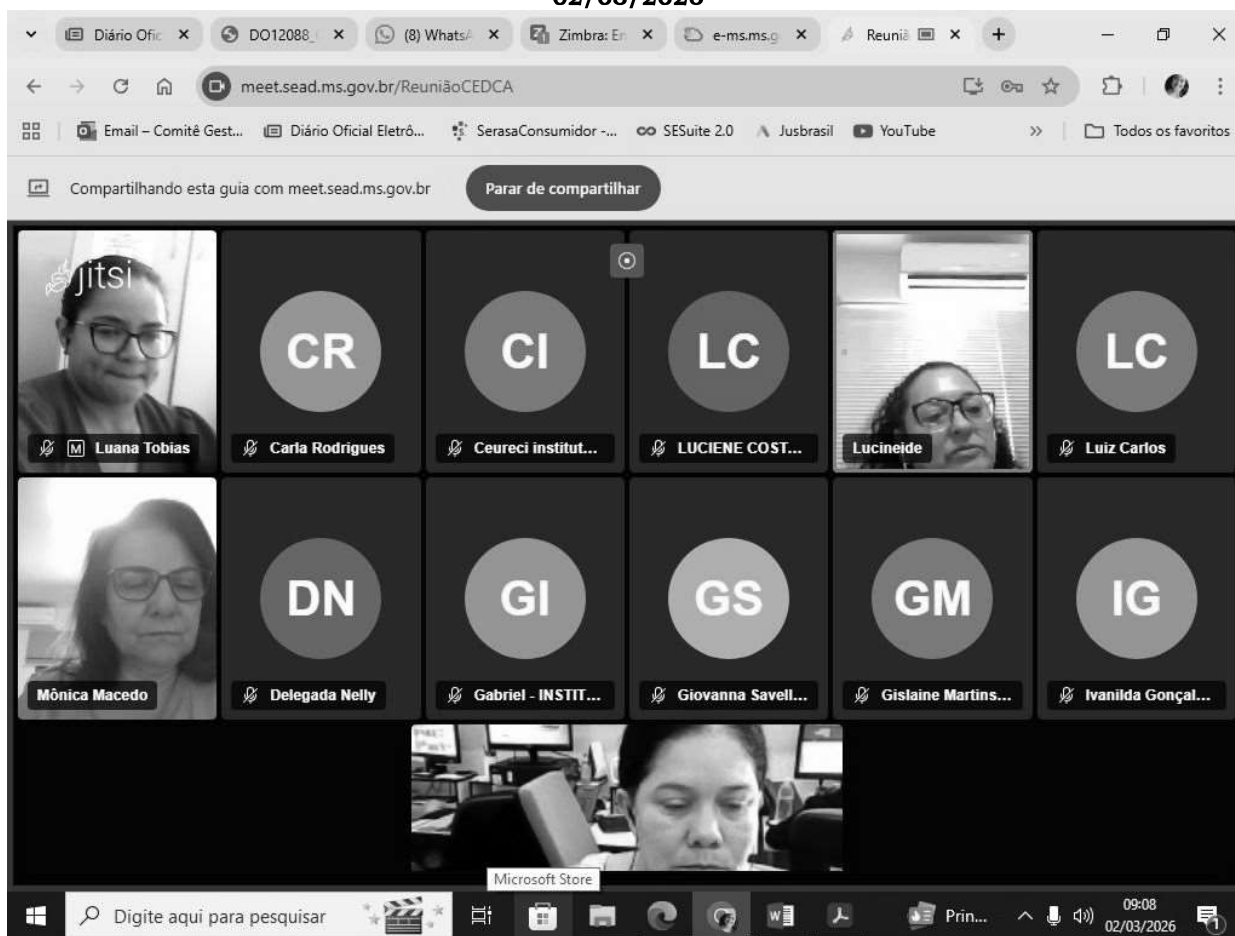 02/03/2026
Diário Ofic
DO12088_
(8) WhatsA
Zimbra: En
e-ms.ms.g
Reuniã
meet.sead.ms.gov.br/ReuniãoCEDCA
Email – Comitê Gest...
Diário Oficial Eletrô...
SerasaConsumidor -...
SESuite 2.0
Jusbrasil
YouTube
»
Todos os favoritos
Compartilhando esta guia com meet.sead.ms.gov.br
Parar de compartilhar
jitsi
CR
CI
LC
LC
M Luana Tobias
Carla Rodrigues
Ceureci institut...
LUCIENE COST...
Lucineide
Luiz Carlos
DN
GI
GS
GM
IG
Mônica Macedo
Delegada Nelly
Gabriel - INSTIT...
Giovanna Savell...
Gislaine Martins...
Ivanilda Gonçal...
Microsoft Store
Digite aqui para pesquisar
Prin...
09:08
02/03/2026
1